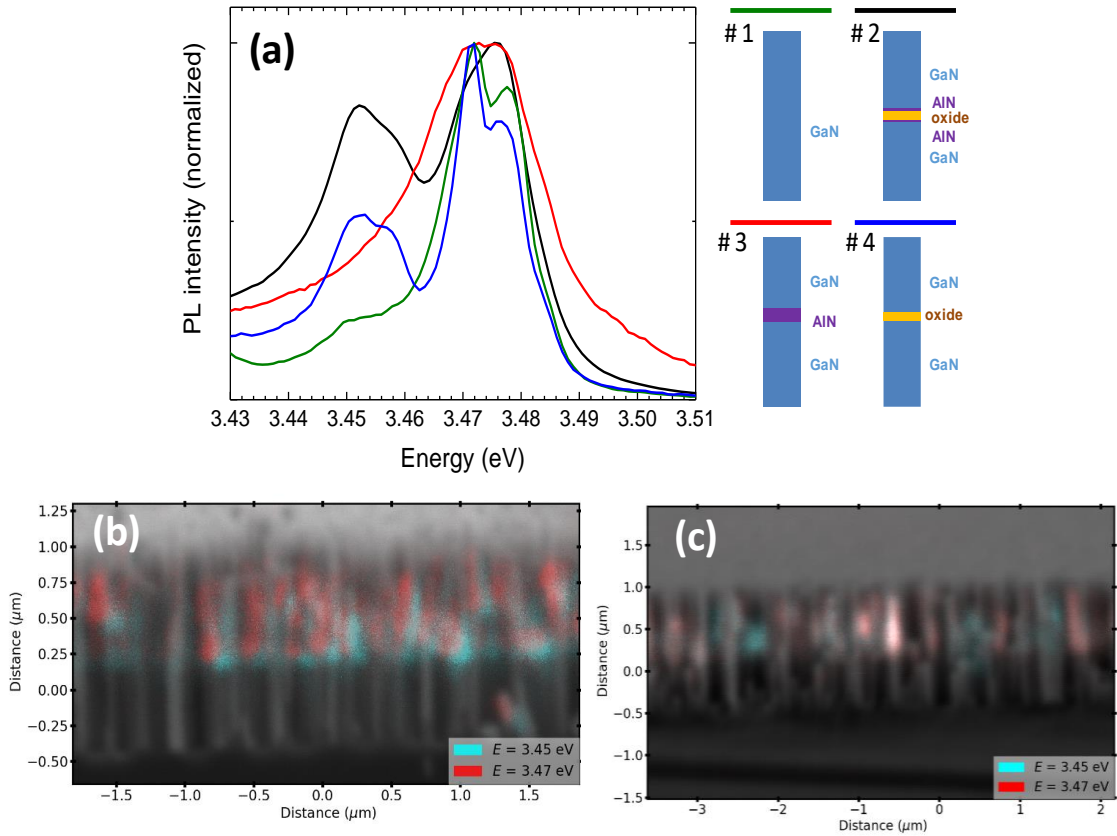 (a)
PL intensity (normalized)
3.43 3.44 3.45 3.46 3.47 3.48 3.49 3.50 3.51
Energy (eV)
#1
GaN
#2
GaN
AlN
oxide
AlN
GaN
#3
GaN
AlN
GaN
#4
GaN
oxide
GaN
(b)
1.25
1.00
0.75
0.50
0.25
0.00
−0.25
−0.50
Distance (μm)
−1.5 −1.0 −0.5 0.0 0.5 1.0 1.5
Distance (μm)
E = 3.45 eV
E = 3.47 eV
(c)
1.5
1.0
0.5
0.0
−0.5
−1.0
−1.5
Distance (μm)
−3 −2 −1 0 1 2
Distance (μm)
E = 3.45 eV
E = 3.47 eV